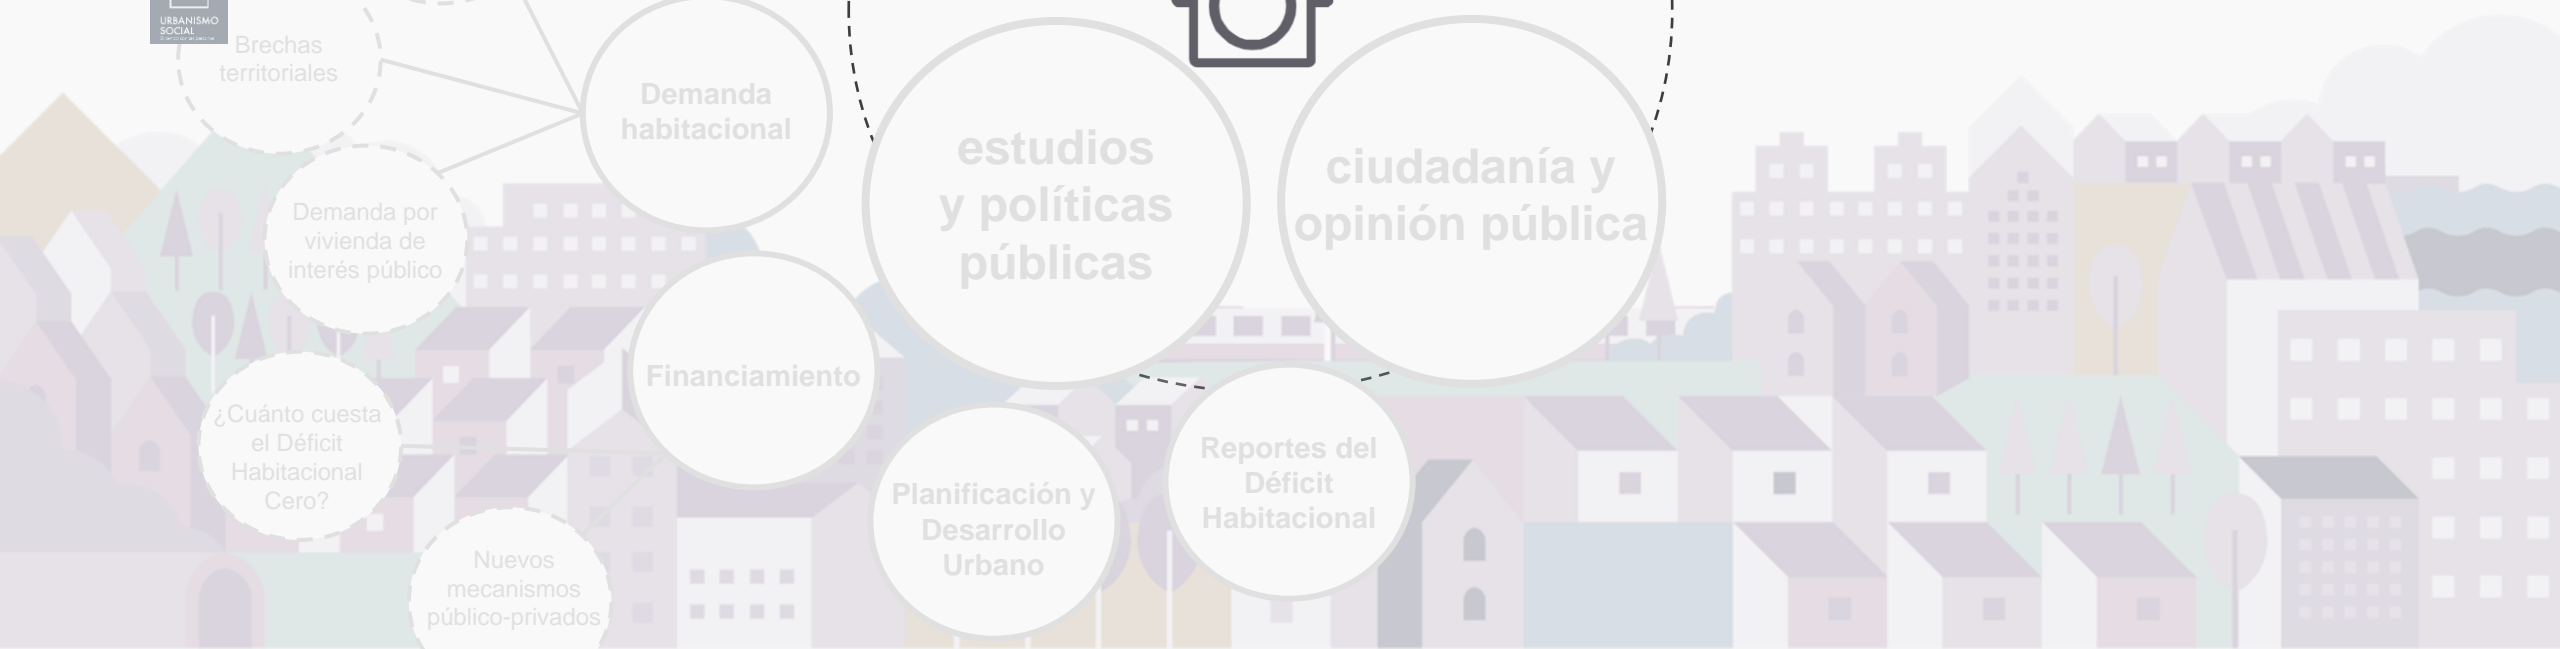 URBANISMO
SOCIAL
Brechas
territoriales
Demanda
habitacional
Demanda por
vivienda de
interés público
estudios
y políticas
públicas
ciudadanía y
opinión pública
Financiamiento
¿Cuánto cuesta
el Déficit
Habitacional
Cero?
Planificación y
Desarrollo
Urbano
Reportes del
Déficit
Habitacional
Nuevos
mecanismos
público-privados